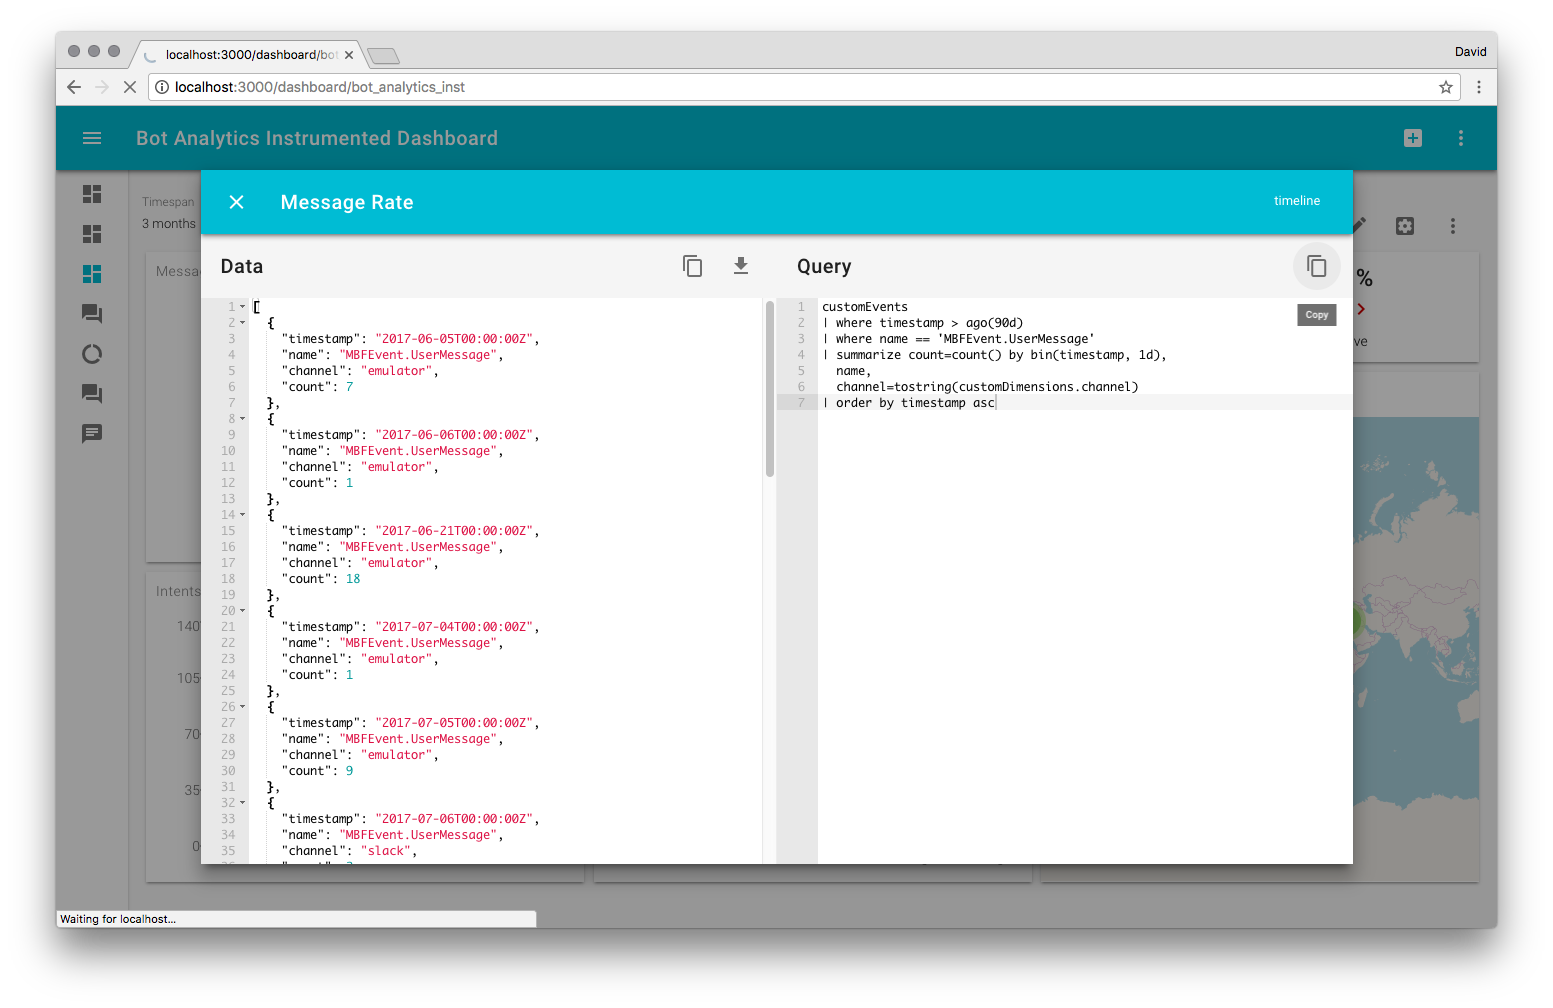 localhost:3000/dashboard/bot
David
localhost:3000/dashboard/bot_analytics_inst
Bot Analytics Instrumented Dashboard
Timespan
3 months
Message Rate
timeline
Data
Query
Copy
1 [
2 {
3 "timestamp": "2017-06-05T00:00:00Z",
4 "name": "MBFEvent.UserMessage",
5 "channel": "emulator",
6 "count": 7
7 },
8 {
9 "timestamp": "2017-06-06T00:00:00Z",
10 "name": "MBFEvent.UserMessage",
11 "channel": "emulator",
12 "count": 1
13 },
14 {
15 "timestamp": "2017-06-21T00:00:00Z",
16 "name": "MBFEvent.UserMessage",
17 "channel": "emulator",
18 "count": 18
19 },
20 {
21 "timestamp": "2017-07-04T00:00:00Z",
22 "name": "MBFEvent.UserMessage",
23 "channel": "emulator",
24 "count": 1
25 },
26 {
27 "timestamp": "2017-07-05T00:00:00Z",
28 "name": "MBFEvent.UserMessage",
29 "channel": "emulator",
30 "count": 9
31 },
32 {
33 "timestamp": "2017-07-06T00:00:00Z",
34 "name": "MBFEvent.UserMessage",
35 "channel": "slack",
1 customEvents
2 | where timestamp > ago(90d)
3 | where name == 'MBFEvent.UserMessage'
4 | summarize count=count() by bin(timestamp, 1d),
5 name,
6 channel=tostring(customDimensions.channel)
7 | order by timestamp asc
Messa
%
ve
Intents
140
105
70
35
0
Waiting for localhost...